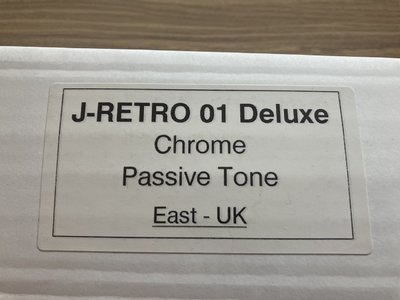 J-RETRO 01 Deluxe
Chrome
Passive Tone
East - UK